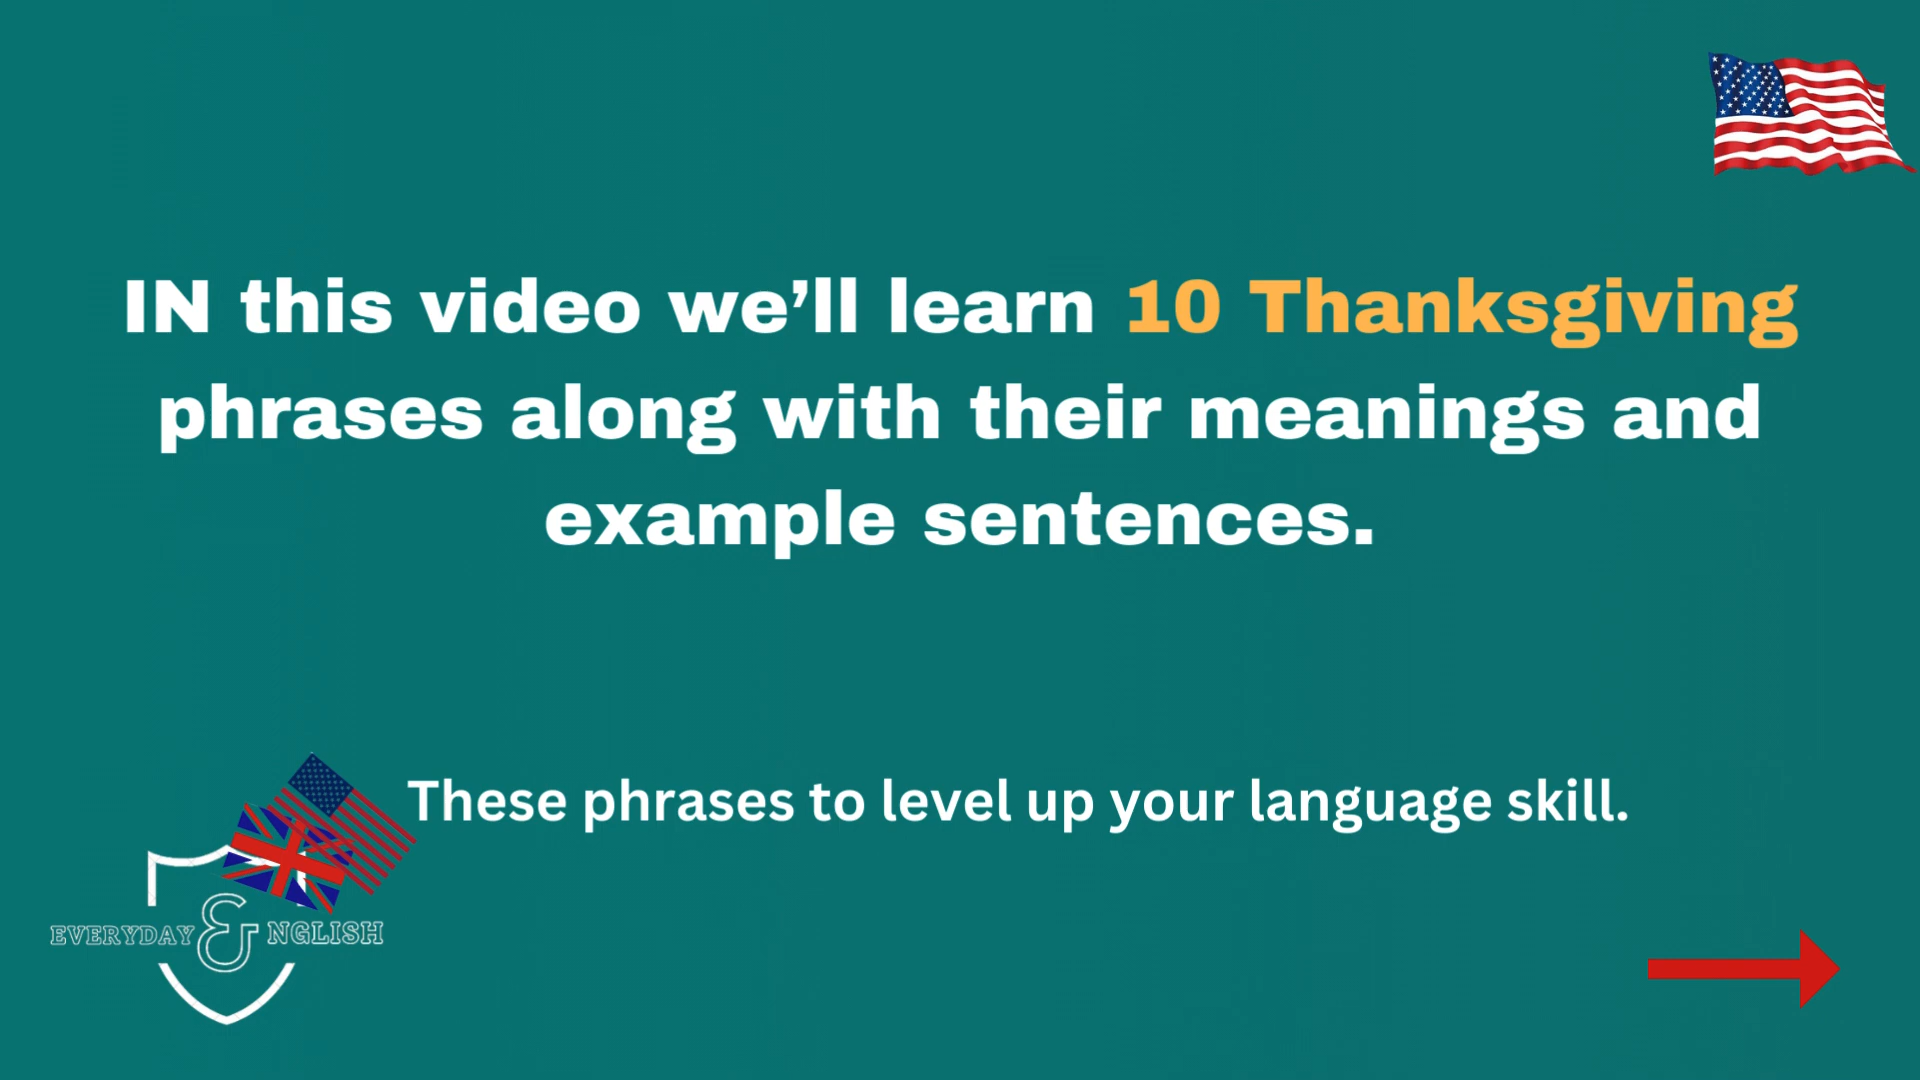 IN this video we’ll learn 10 Thanksgiving
phrases along with their meanings and
example sentences.
These phrases to level up your language skill.
EVERYDAY & NGLISH